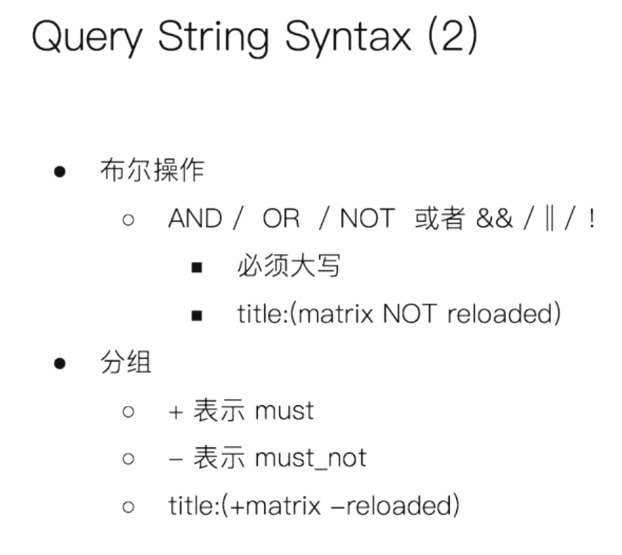 Query String Syntax (2)
● 布尔操作
○ AND / OR / NOT 或者 && / || / !
■ 必须大写
■ title:(matrix NOT reloaded)
● 分组
○ + 表示 must
○ – 表示 must_not
○ title:(+matrix –reloaded)